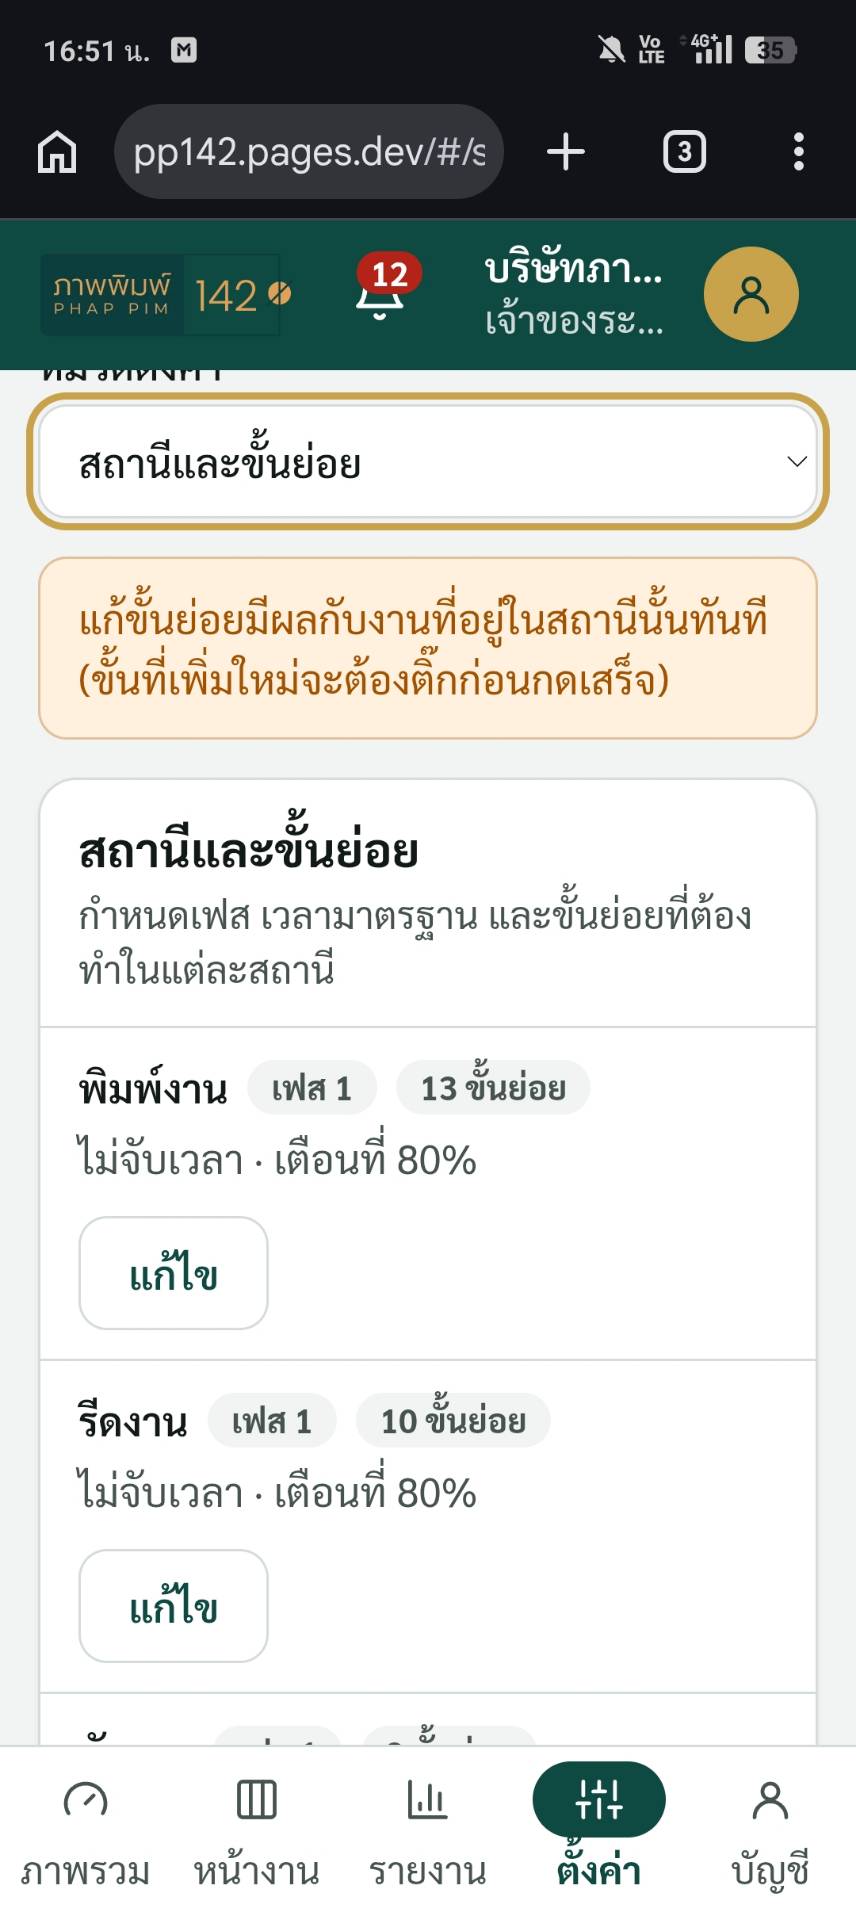 16:51 น. M Vo LTE 4G+ 35
pp142.pages.dev/#/s
3
ภาพพิมพ์ 142
PHAP PIM
12
บริษัทภา...
เจ้าของระ...
สถานีและขั้นย่อย
แก้ขั้นย่อยมีผลกับงานที่อยู่ในสถานีนั้นทันที
(ขั้นที่เพิ่มใหม่จะต้องติ๊กก่อนกดเสร็จ)
สถานีและขั้นย่อย
กำหนดเฟส เวลามาตรฐาน และขั้นย่อยที่ต้อง
ทำในแต่ละสถานี
พิมพ์งาน เฟส 1 13 ขั้นย่อย
ไม่จับเวลา · เตือนที่ 80%
แก้ไข
รีดงาน เฟส 1 10 ขั้นย่อย
ไม่จับเวลา · เตือนที่ 80%
แก้ไข
ภาพรวม หน้างาน รายงาน ตั้งค่า บัญชี